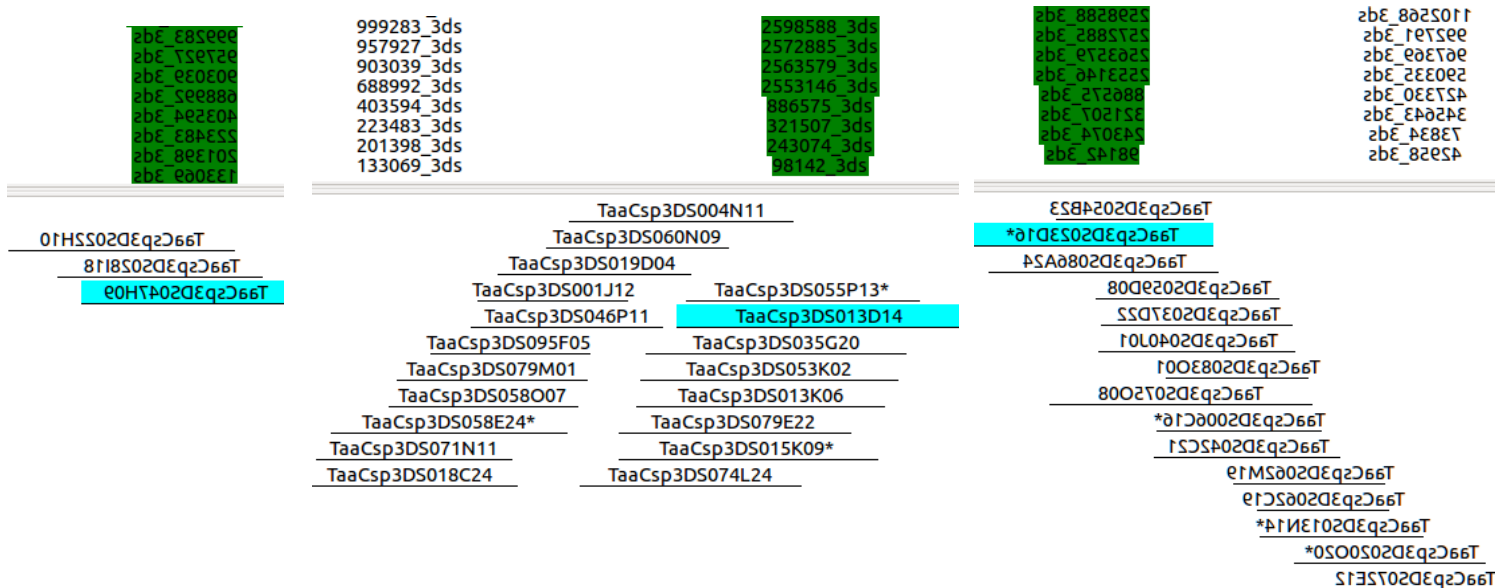 999283_3ds
957927_3ds
903039_3ds
688992_3ds
403594_3ds
223483_3ds
201398_3ds
133069_3ds
TaaCsp3DS022H10
TaaCsp3DS028I18
TaaCsp3DS047H09
999283_3ds
957927_3ds
903039_3ds
688992_3ds
403594_3ds
223483_3ds
201398_3ds
133069_3ds
2598588_3ds
2572885_3ds
2563579_3ds
2553146_3ds
886575_3ds
321507_3ds
243074_3ds
98142_3ds
TaaCsp3DS004N11
TaaCsp3DS060N09
TaaCsp3DS019D04
TaaCsp3DS001J12
TaaCsp3DS055P13*
TaaCsp3DS046P11
TaaCsp3DS013D14
TaaCsp3DS095F05
TaaCsp3DS035G20
TaaCsp3DS079M01
TaaCsp3DS053K02
TaaCsp3DS058O07
TaaCsp3DS013K06
TaaCsp3DS058E24*
TaaCsp3DS079E22
TaaCsp3DS071N11
TaaCsp3DS015K09*
TaaCsp3DS018C24
TaaCsp3DS074L24
2598588_3ds
2572885_3ds
2563579_3ds
2553146_3ds
886575_3ds
321507_3ds
243074_3ds
98142_3ds
1102568_3ds
992791_3ds
967369_3ds
590335_3ds
427330_3ds
345643_3ds
73834_3ds
42958_3ds
TaaCsp3DS054B23
TaaCsp3DS023D16*
TaaCsp3DS086A24
TaaCsp3DS059D08
TaaCsp3DS037D22
TaaCsp3DS040J01
TaaCsp3DS083O01
TaaCsp3DS075O08
TaaCsp3DS006C16*
TaaCsp3DS042C21
TaaCsp3DS062M19
TaaCsp3DS062C19
TaaCsp3DS013N14*
TaaCsp3DS020O20*
TaaCsp3DS072E12